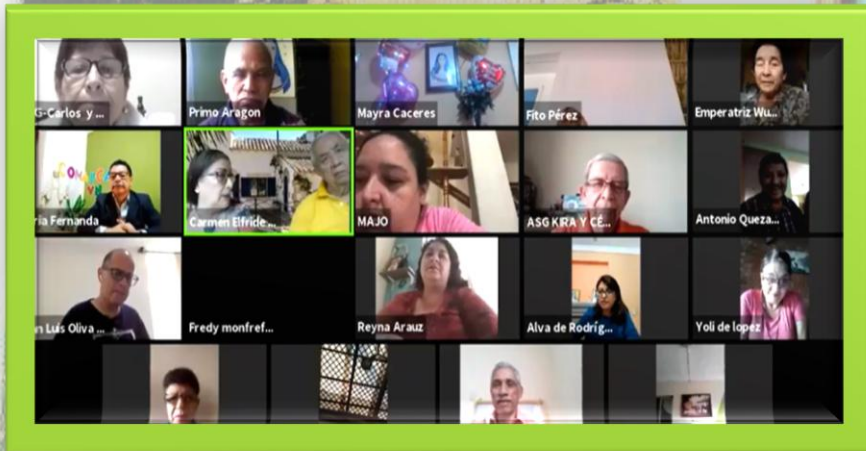 G-Carlos y ...
Primo Aragon
Mayra Caceres
Fito Pérez
Emperatriz Wu...
ria Fernanda
Carmen Elfride...
MAJO
ASG KIRA Y CÉ...
Antonio Queza...
n Luis Oliva ...
Fredy monfref...
Reyna Arauz
Alva de Rodríg...
Yoli de lopez